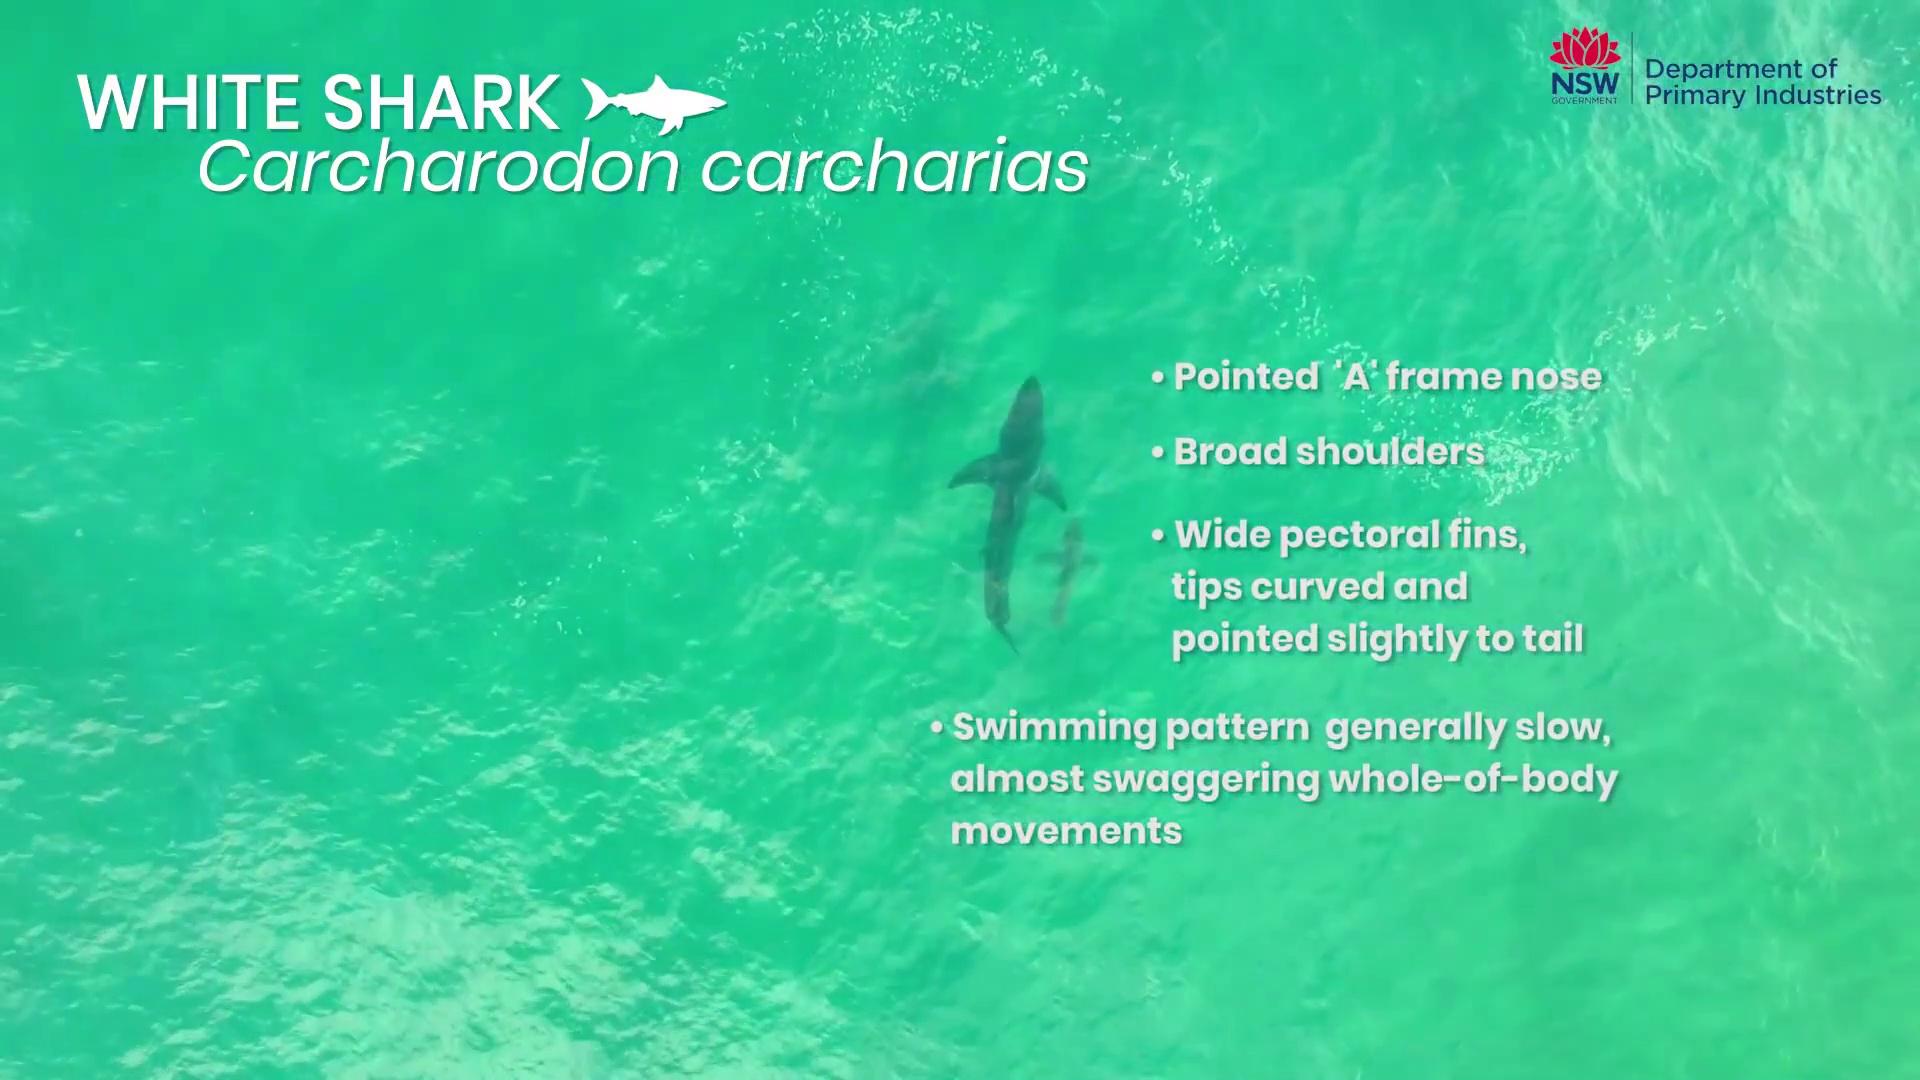 WHITE SHARK
Carcharodon carcharias
NSW
GOVERNMENT
Department of
Primary Industries
• Pointed 'A' frame nose
• Broad shoulders
• Wide pectoral fins,
tips curved and
pointed slightly to tail
• Swimming pattern generally slow,
almost swaggering whole-of-body
movements